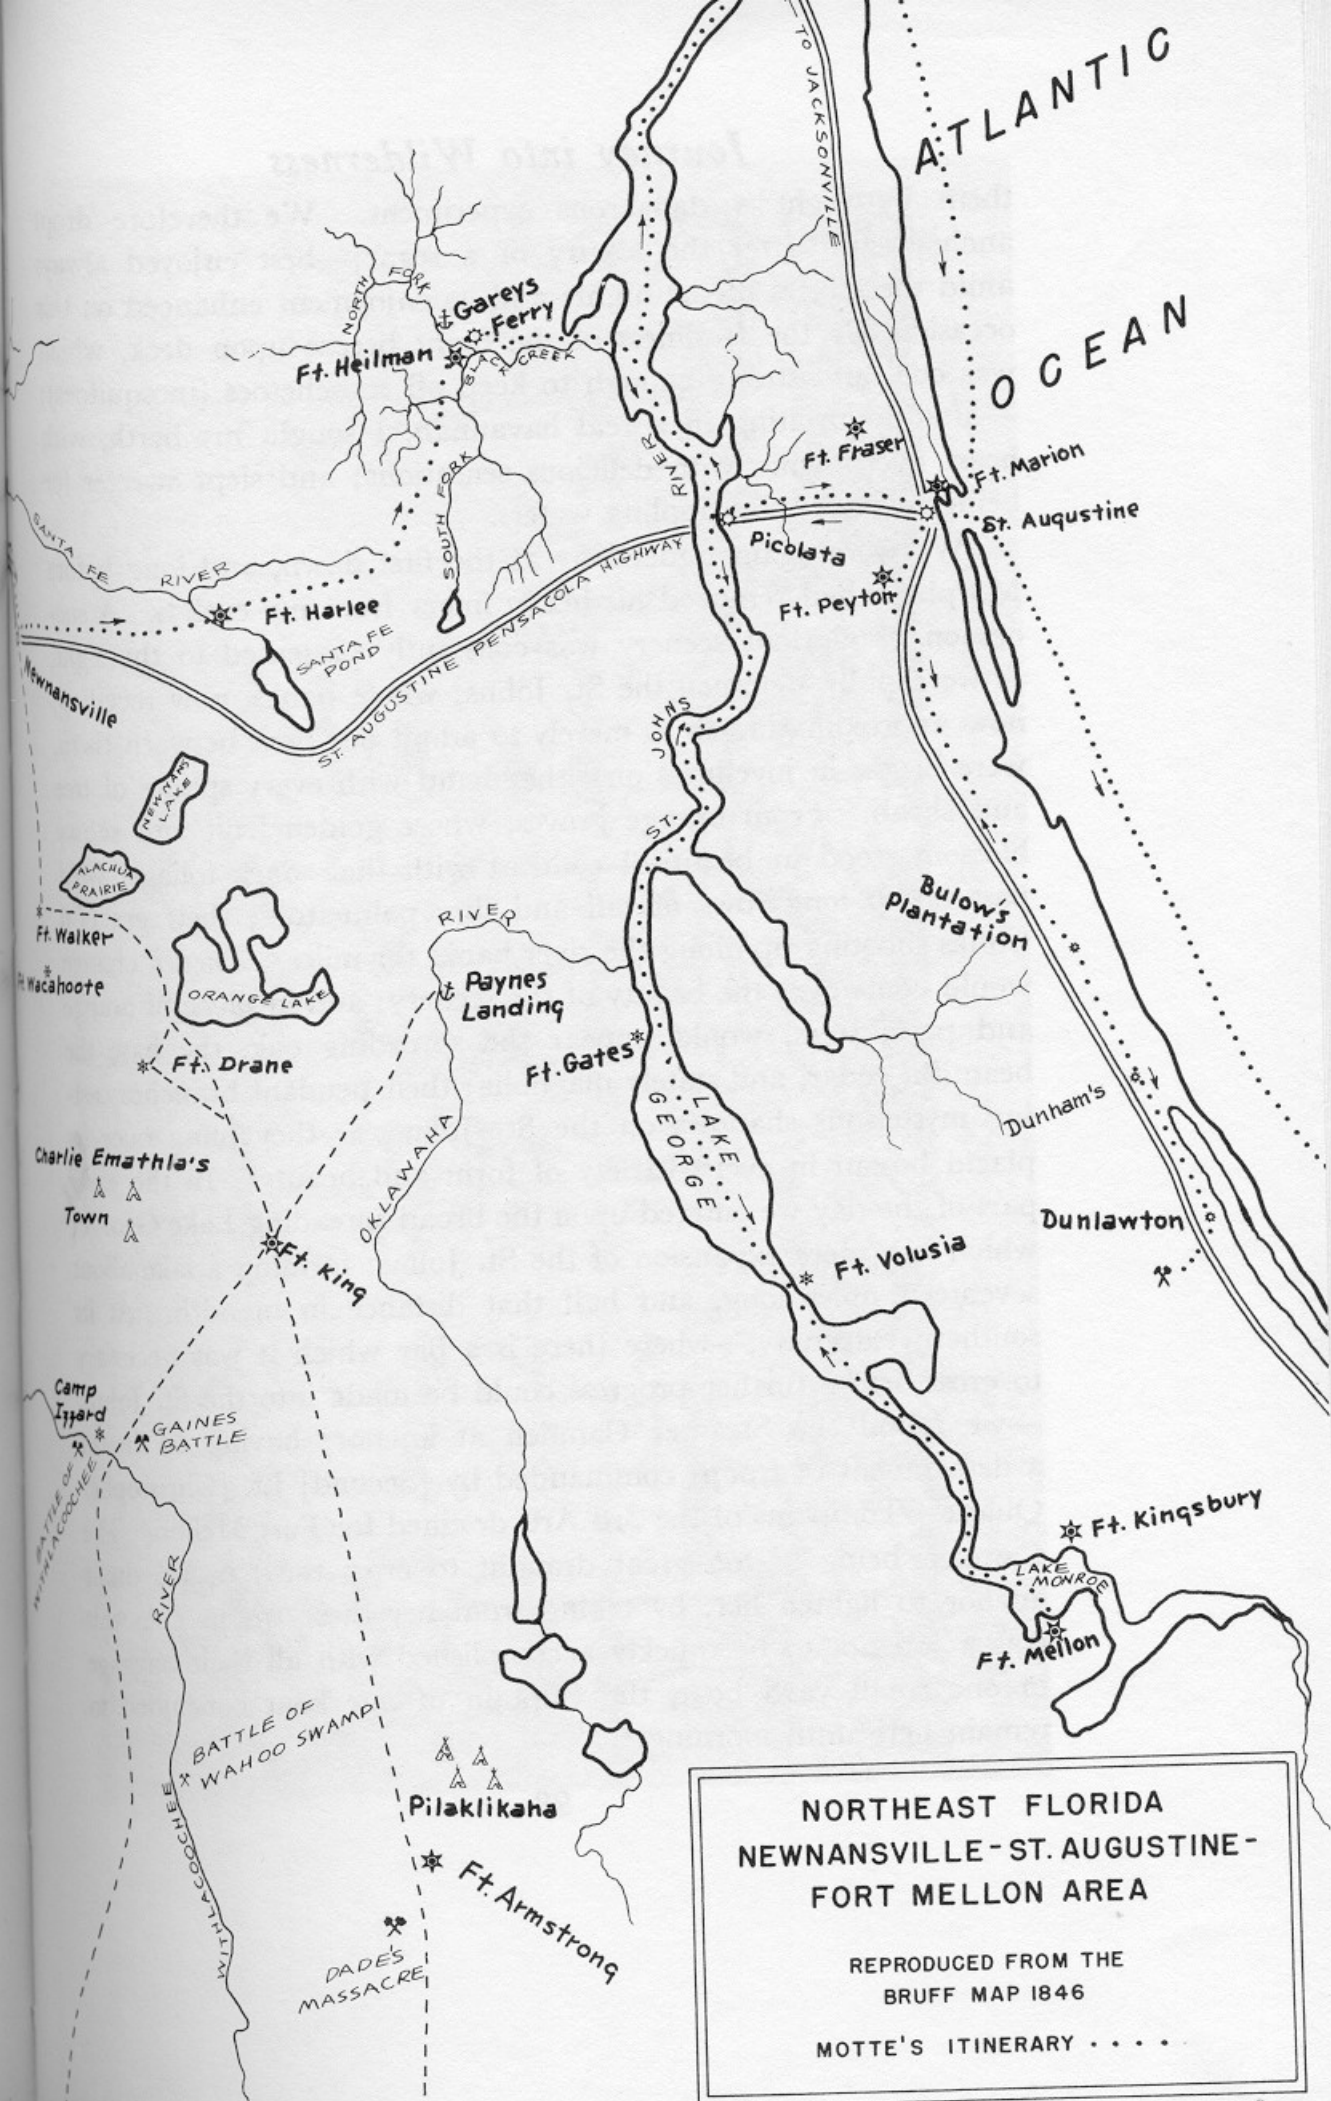 TO JACKSONVILLE
ATLANTIC
OCEAN
NORTH
FORK
Gareys
Ferry
Ft. Heilman
BLACK CREEK
SOUTH FORK
RIVER
Ft. Fraser
Ft. Marion
St. Augustine
Picolata
Ft. Peyton
SANTA FE RIVER
Ft. Harlee
SANTA FE
POND
Newnansville
ST. AUGUSTINE PENSACOLA HIGHWAY
JOHNS
ST.
NEWNANS
LAKE
ALACHUA
PRAIRIE
Ft. Walker
Ft. Wacahoote
ORANGE LAKE
RIVER
Paynes
Landing
Bulow's
Plantation
Ft. Drane
Ft. Gates
LAKE
GEORGE
Dunham's
Charlie Emathla's
Town
OKLAWAHA
Ft. King
Dunlawton
Ft. Volusia
Camp
Izzard
GAINES
BATTLE
BATTLE OF
WITHLACOOCHEE
RIVER
Ft. Kingsbury
LAKE
MONROE
Ft. Mellon
BATTLE OF
WAHOO SWAMP
WITHLACOOCHEE
Pilaklikaha
Ft. Armstrong
DADE'S
MASSACRE
NORTHEAST FLORIDA
NEWNANSVILLE-ST. AUGUSTINE-
FORT MELLON AREA
REPRODUCED FROM THE
BRUFF MAP 1846
MOTTE'S ITINERARY . . . .